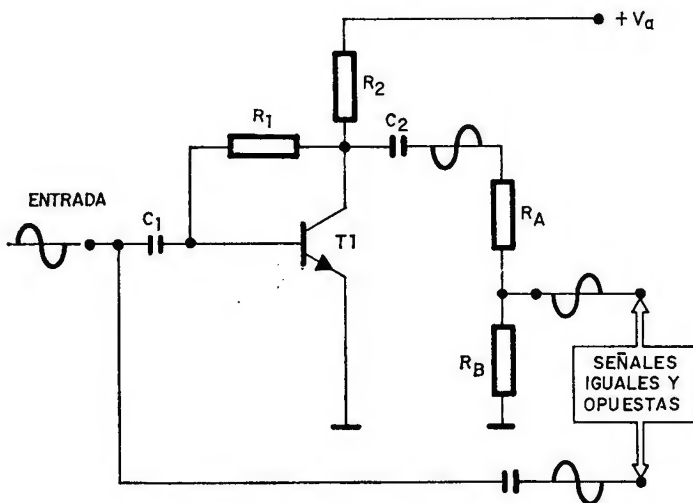 +Va
R2
R1
C2
ENTRADA
C1
T1
RA
RB
SEÑALES
IGUALES Y
OPUESTAS